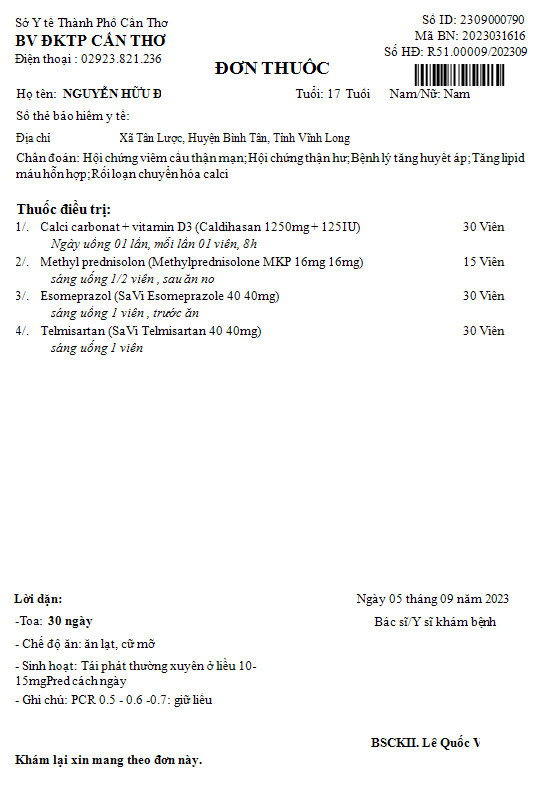 Sở Y tế Thành Phố Cần Thơ
BV ĐKTP CẦN THƠ
Điện thoại : 02923.821.236
Số ID: 2309000790
Mã BN: 2023031616
Số HĐ: R51.00009/202309
ĐƠN THUỐC
Họ tên: NGUYỄN HỮU Đ
Tuổi: 17 Tuổi Nam/Nữ: Nam
Số thẻ bảo hiểm y tế:
Địa chỉ Xã Tân Lược, Huyện Bình Tân, Tỉnh Vĩnh Long
Chẩn đoán: Hội chứng viêm cầu thận mạn; Hội chứng thận hư; Bệnh lý tăng huyết áp; Tăng lipid
máu hỗn hợp; Rối loạn chuyển hóa calci
Thuốc điều trị:
1/. Calci carbonat + vitamin D3 (Caldihasan 1250mg + 125IU) 30 Viên
Ngày uống 01 lần, mỗi lần 01 viên, 8h
2/. Methyl prednisolon (Methylprednisolone MKP 16mg 16mg) 15 Viên
sáng uống 1/2 viên , sau ăn no
3/. Esomeprazol (SaVi Esomeprazole 40 40mg) 30 Viên
sáng uống 1 viên , trước ăn
4/. Telmisartan (SaVi Telmisartan 40 40mg) 30 Viên
sáng uống 1 viên
Lời dặn:
Ngày 05 tháng 09 năm 2023
-Toa: 30 ngày
Bác sĩ/Y sĩ khám bệnh
- Chế độ ăn: ăn lạt, cữ mỡ
- Sinh hoạt: Tái phát thường xuyên ở liều 10-
15mgPred cách ngày
- Ghi chú: PCR 0.5 - 0.6 -0.7: giữ liều
BSCKII. Lê Quốc V
Khám lại xin mang theo đơn này.